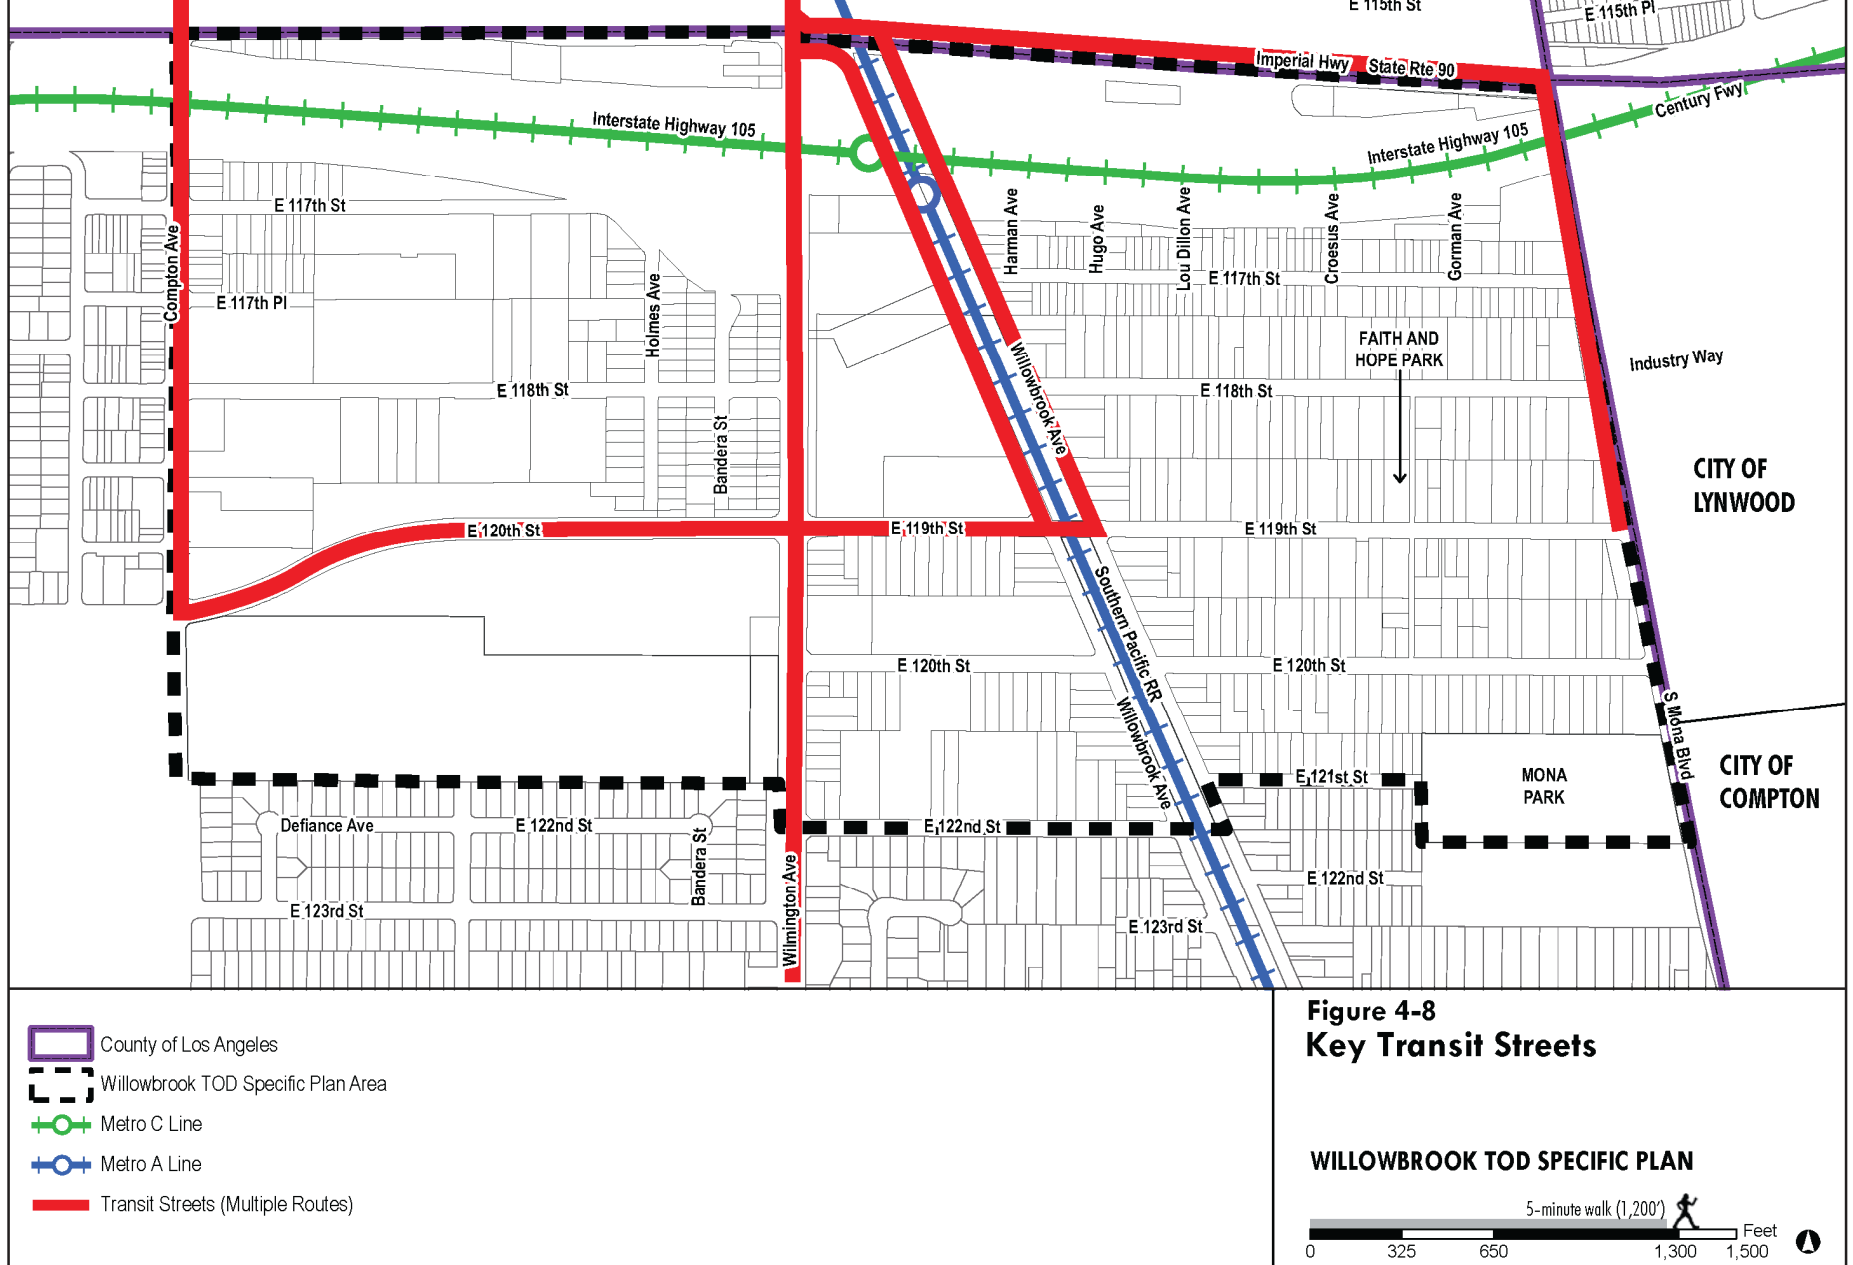 E 115th St
E 115th Pl
Imperial Hwy
State Rte 90
Century Fwy
Interstate Highway 105
Interstate Highway 105
E 117th St
Compton Ave
Harman Ave
Hugo Ave
Lou Dillon Ave
Croesus Ave
Gorman Ave
E 117th St
E 117th Pl
Holmes Ave
Willowbrook Ave
FAITH AND
HOPE PARK
Industry Way
E 118th St
E 118th St
Bandera St
CITY OF
LYNWOOD
E 120th St
E 119th St
E 119th St
Southern Pacific RR
E 120th St
E 120th St
Willowbrook Ave
S Mona Blvd
E 121st St
MONA
PARK
CITY OF
COMPTON
Defiance Ave
E 122nd St
E 122nd St
Bandera St
Wilmington Ave
E 122nd St
E 123rd St
E 123rd St
County of Los Angeles
Willowbrook TOD Specific Plan Area
Metro C Line
Metro A Line
Transit Streets (Multiple Routes)
Figure 4-8
Key Transit Streets
WILLOWBROOK TOD SPECIFIC PLAN
5-minute walk (1,200')
Feet
0 325 650 1,300 1,500